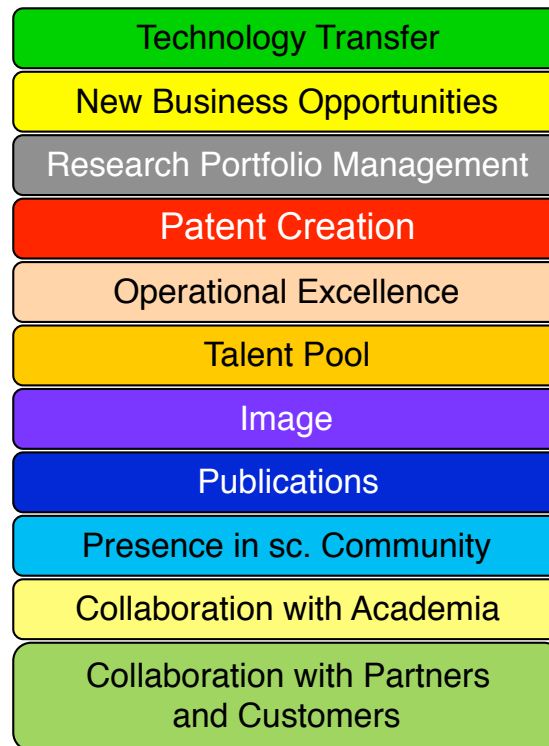 Technology Transfer
New Business Opportunities
Research Portfolio Management
Patent Creation
Operational Excellence
Talent Pool
Image
Publications
Presence in sc. Community
Collaboration with Academia
Collaboration with Partners
and Customers